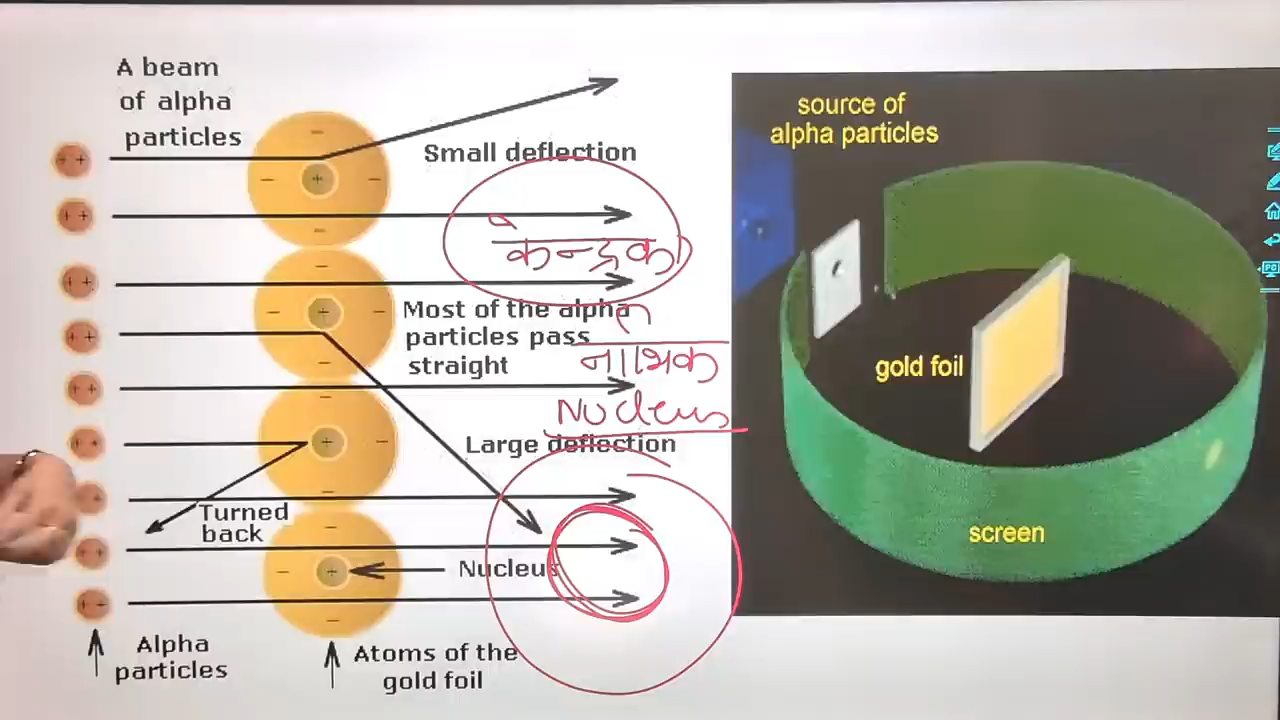 A beam
of alpha
particles
Small deflection
केन्द्रक
Most of the alpha
particles pass
straight
नाभिक
Nucleus
Large deflection
Turned
back
Nucleus
Alpha
particles
Atoms of the
gold foil
source of
alpha particles
gold foil
screen